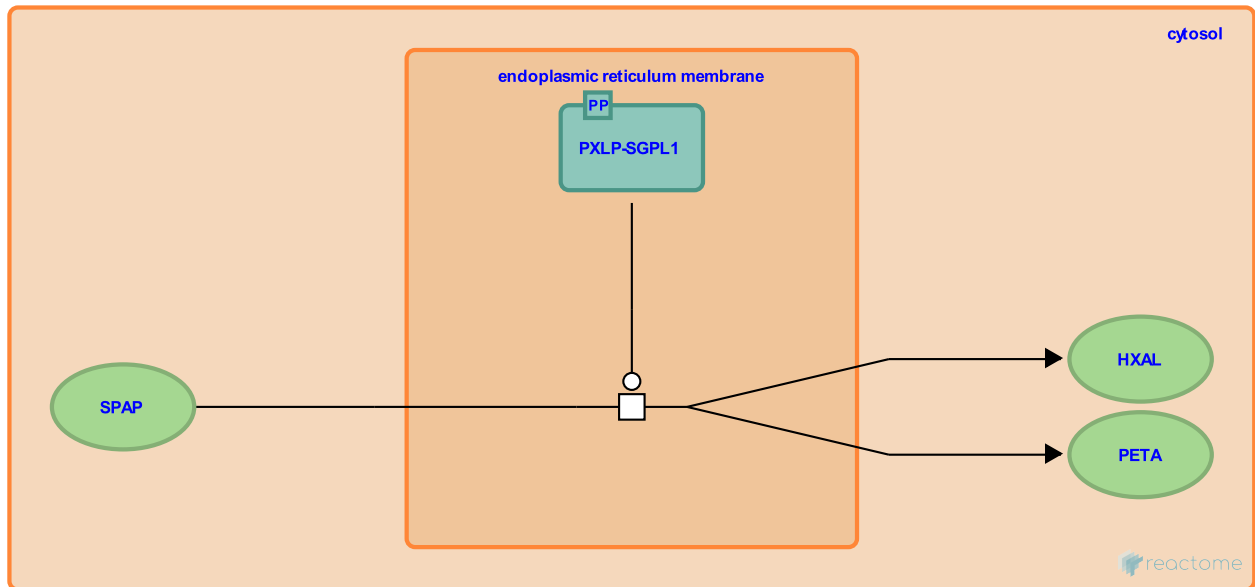 cytosol
endoplasmic reticulum membrane
PP
PXLP-SGPL1
SPAP
HXAL
PETA
reactome